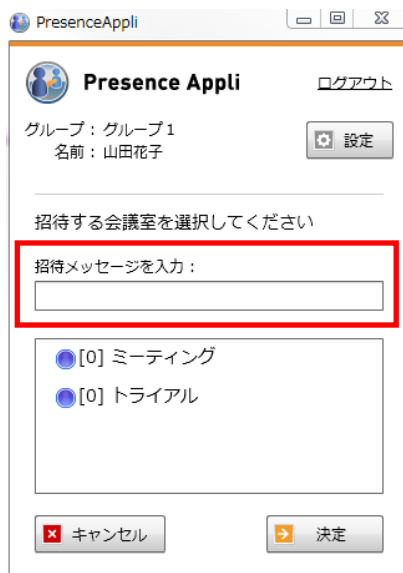 PresenceAppli
Presence Appli
ログアウト
グループ：グループ1
名前：山田花子
設定
招待する会議室を選択してください
招待メッセージを入力：
[0] ミーティング
[0] トライアル
キャンセル
決定